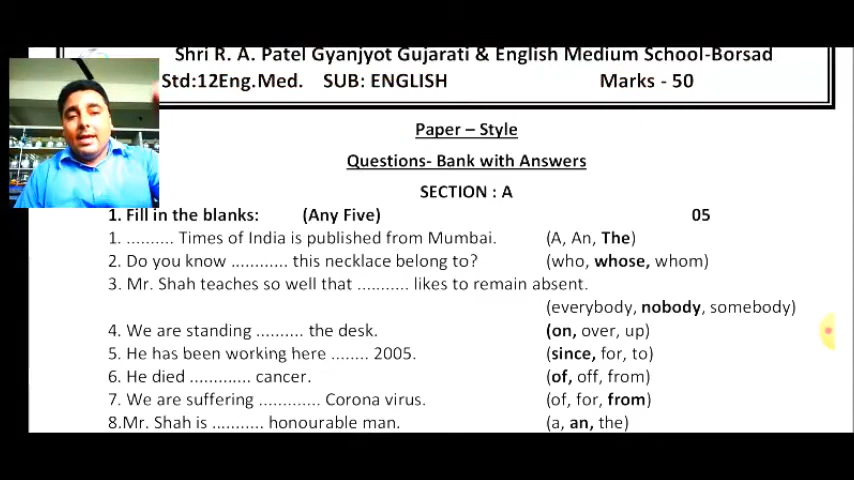 Shri R. A. Patel Gyanjyot Gujarati & English Medium School-Borsad
Std:12Eng.Med. SUB: ENGLISH Marks - 50
Paper – Style
Questions- Bank with Answers
SECTION : A
1. Fill in the blanks: (Any Five) 05
1. .......... Times of India is published from Mumbai. (A, An, The)
2. Do you know ............ this necklace belong to? (who, whose, whom)
3. Mr. Shah teaches so well that .......... likes to remain absent.
(everybody, nobody, somebody)
4. We are standing .......... the desk. (on, over, up)
5. He has been working here ........ 2005. (since, for, to)
6. He died ............. cancer. (of, off, from)
7. We are suffering ............. Corona virus. (of, for, from)
8.Mr. Shah is ........... honourable man. (a, an, the)